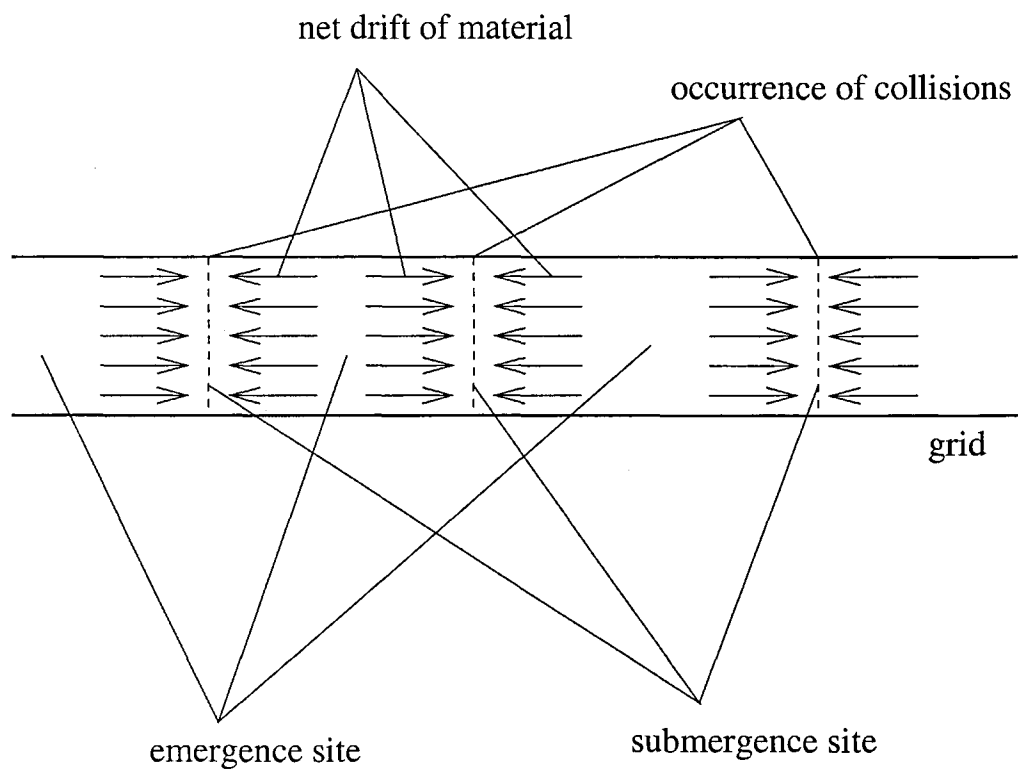 net drift of material
occurrence of collisions
grid
emergence site
submergence site